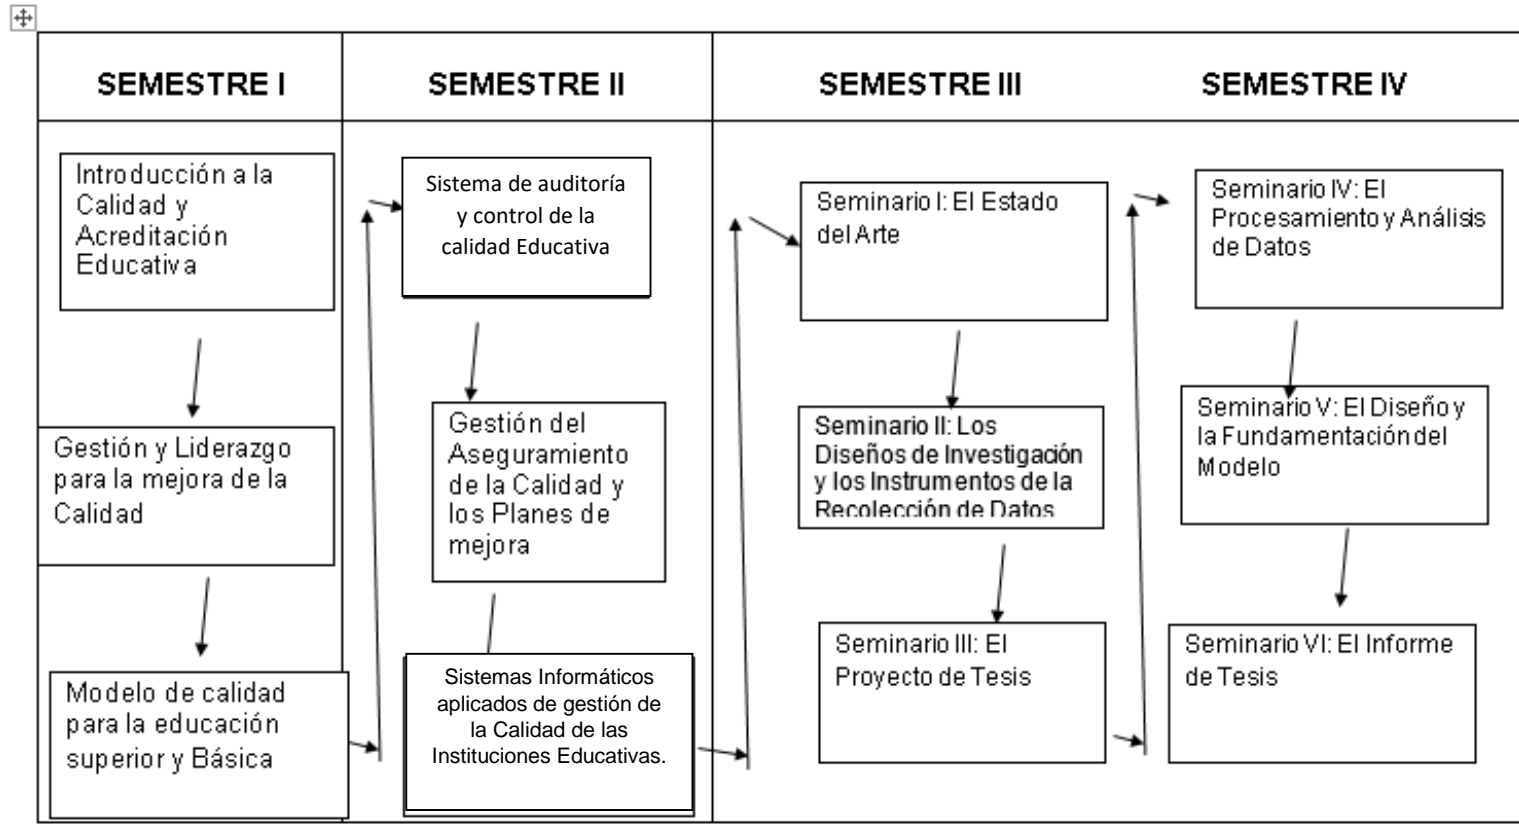 SEMESTRE I
SEMESTRE II
SEMESTRE III
SEMESTRE IV
Introducción a la
Calidad y
Acreditación
Educativa
Gestión y Liderazgo
para la mejora de la
Calidad
Modelo de calidad
para la educación
superior y Básica
Sistema de auditoría
y control de la
calidad Educativa
Gestión del
Aseguramiento
de la Calidad y
los Planes de
mejora
Sistemas Informáticos
aplicados de gestión de
la Calidad de las
Instituciones Educativas.
Seminario I: El Estado
del Arte
Seminario II: Los
Diseños de Investigación
y los Instrumentos de la
Recolección de Datos
Seminario III: El
Proyecto de Tesis
Seminario IV: El
Procesamiento y Análisis
de Datos
Seminario V: El Diseño y
la Fundamentación del
Modelo
Seminario VI: El Informe
de Tesis